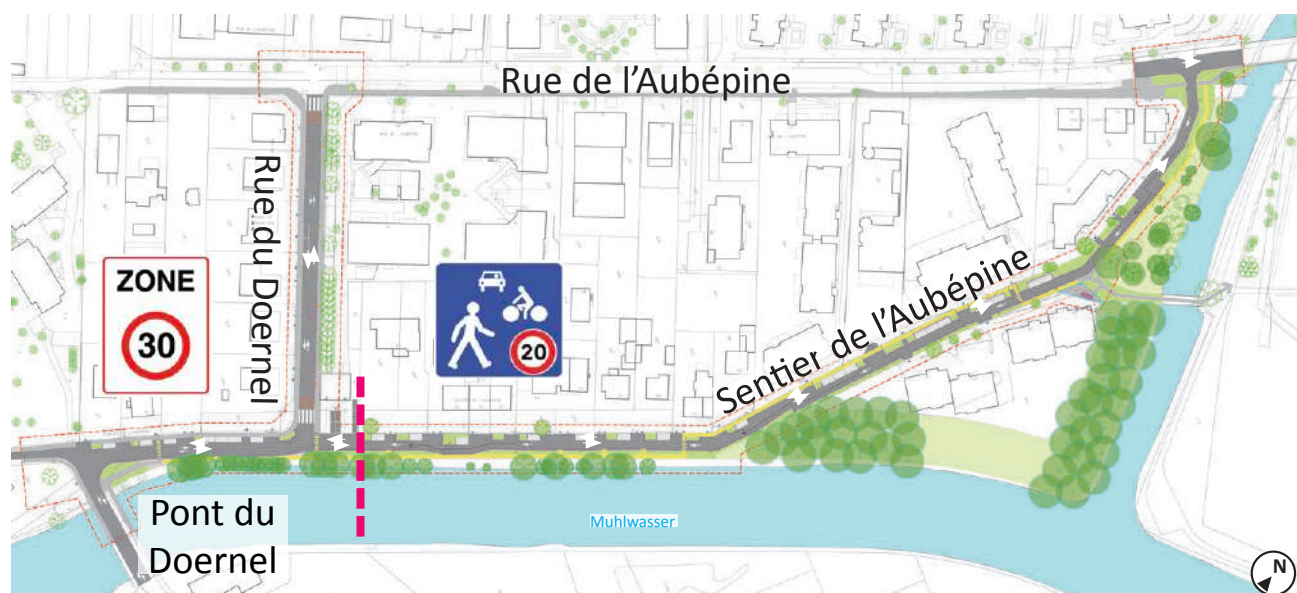 Rue de l'Aubépine
Rue du Doernel
ZONE
30
20
Sentier de l'Aubépine
Pont du
Doernel
Muhlwasser
N